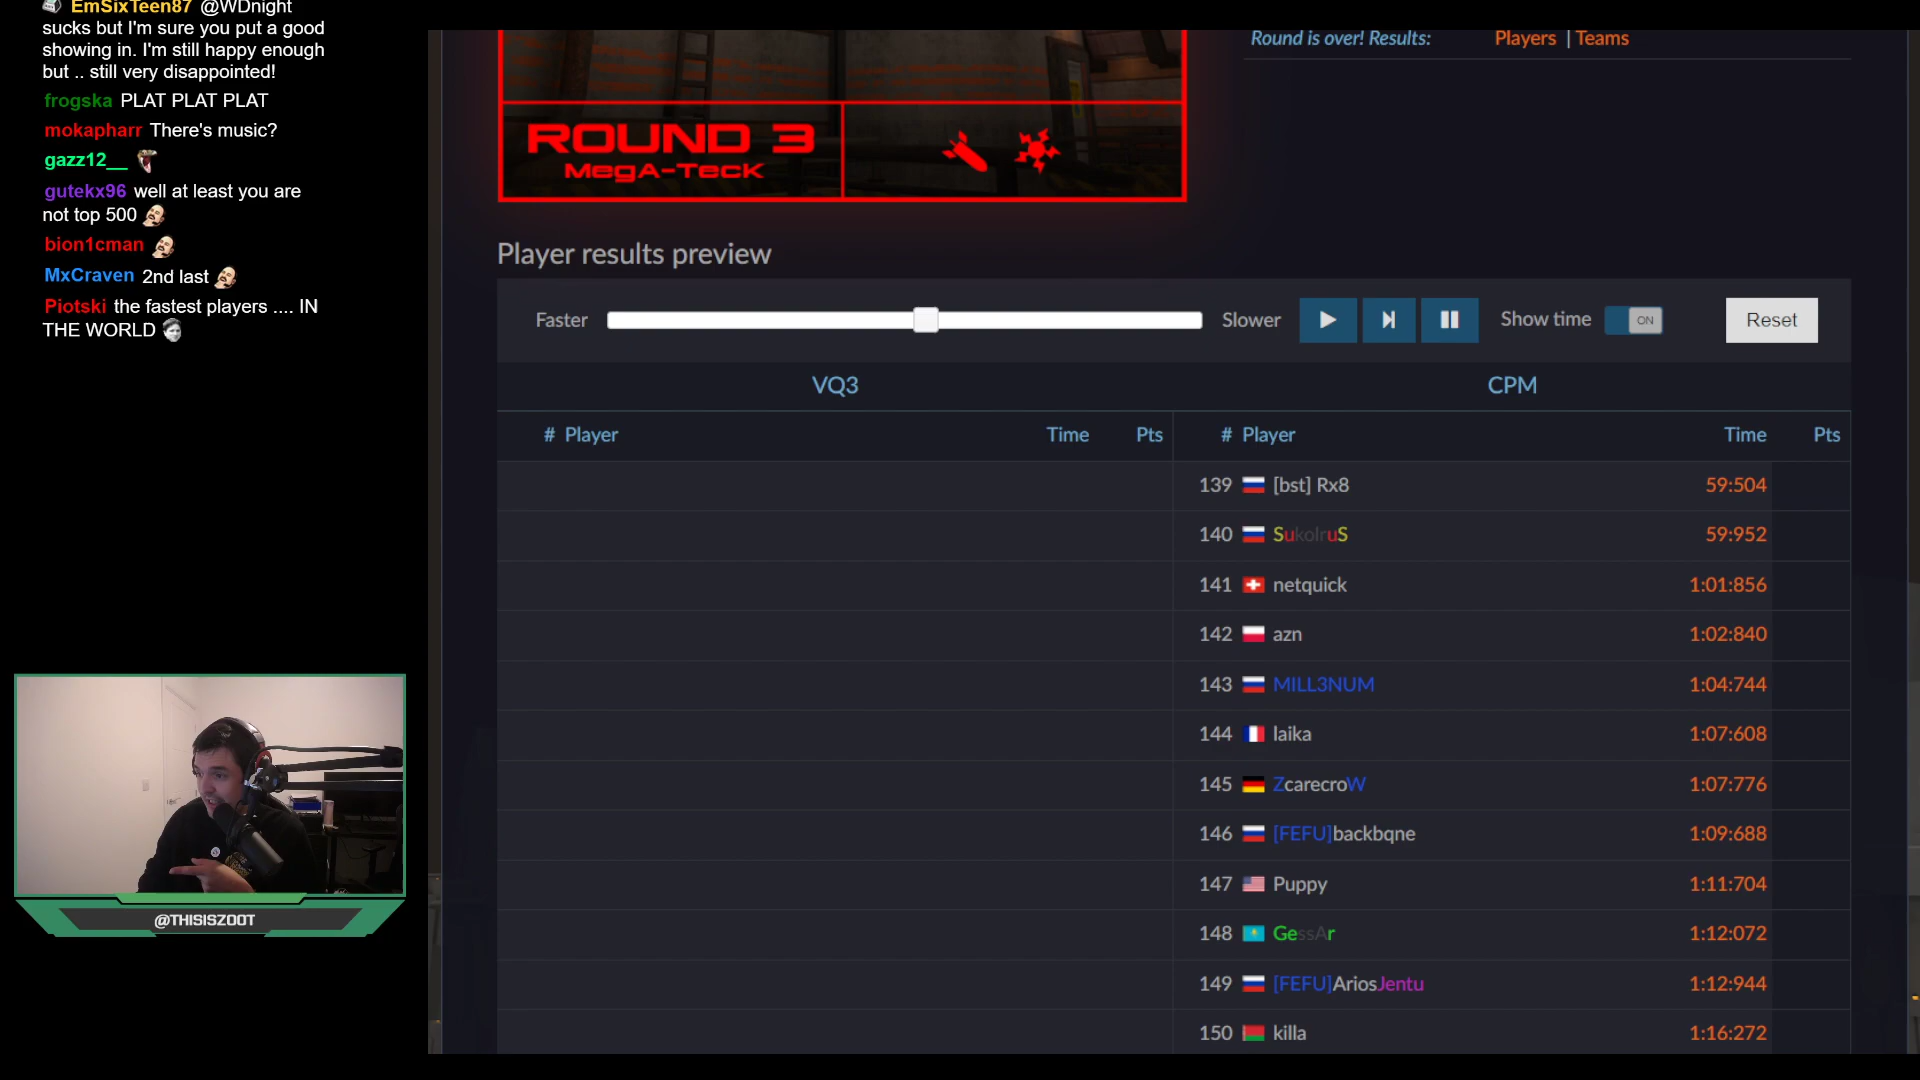 EmSixTeen87 @WDnight
sucks but I'm sure you put a good
showing in. I'm still happy enough
but .. still very disappointed!
frogska PLAT PLAT PLAT
mokapharr There's music?
gazz12__
gutekx96 well at least you are
not top 500
bion1cman
MxCraven 2nd last
Piotski the fastest players .... IN
THE WORLD
@THISISZOOT
Round is over! Results: Players | Teams
ROUND 3
MegA-Teck
Player results preview
Faster Slower Show time ON Reset
VQ3 CPM
# Player Time Pts # Player Time Pts
139 [bst] Rx8 59:504
140 SukolruS 59:952
141 netquick 1:01:856
142 azn 1:02:840
143 MILL3NUM 1:04:744
144 laika 1:07:608
145 ZcarecroW 1:07:776
146 [FEFU]backbqne 1:09:688
147 Puppy 1:11:704
148 GessAr 1:12:072
149 [FEFU]AriosJentu 1:12:944
150 killa 1:16:272